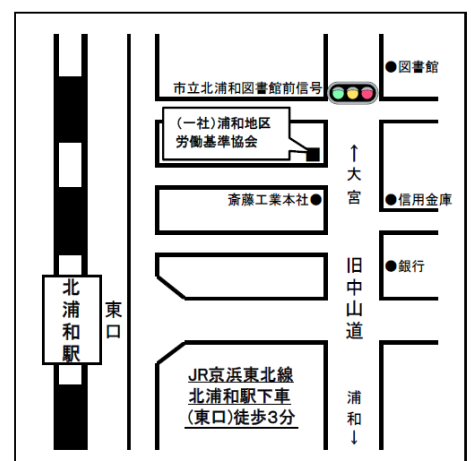 ●図書館
市立北浦和図書館前信号
(一社)浦和地区
労働基準協会
↑
大宮
斎藤工業本社●
●信用金庫
●銀行
旧中山道
北浦和駅
東口
JR京浜東北線
北浦和駅下車
(東口)徒歩3分
浦和
↓